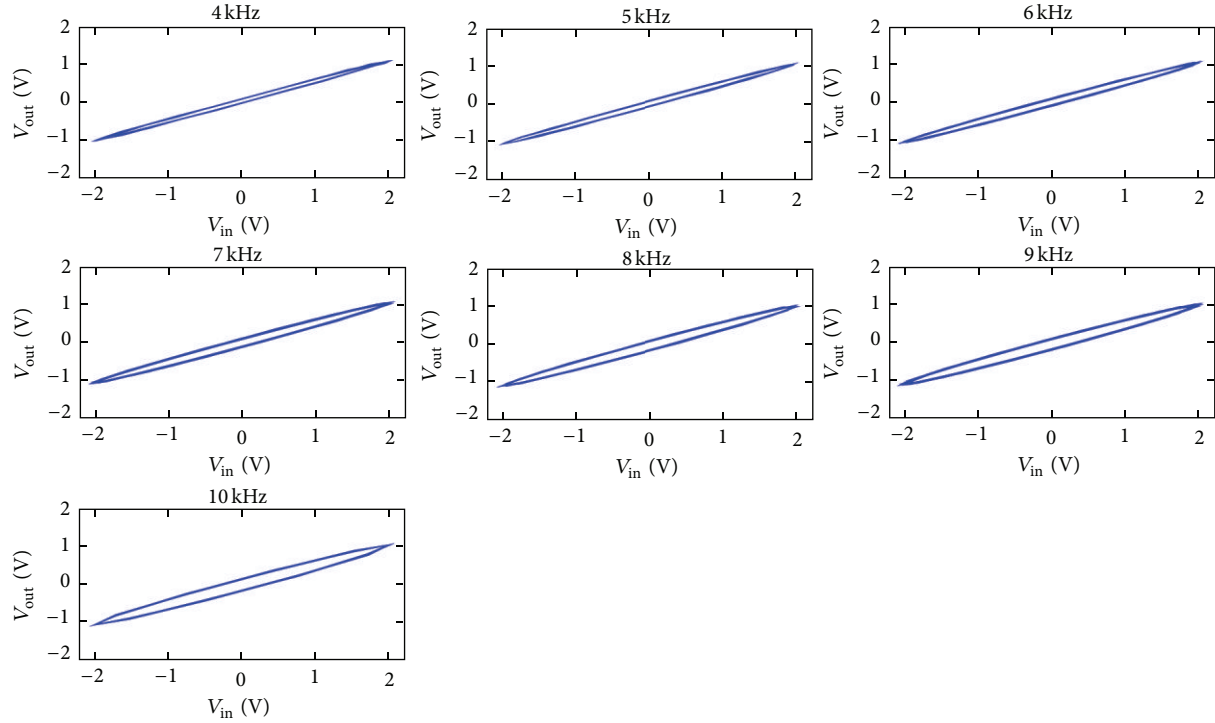 4 kHz
2
1
0
−1
−2
V_out (V)
−2 −1 0 1 2
V_in (V)
5 kHz
2
1
0
−1
−2
V_out (V)
−2 −1 0 1 2
V_in (V)
6 kHz
2
1
0
−1
−2
V_out (V)
−2 −1 0 1 2
V_in (V)
7 kHz
2
1
0
−1
−2
V_out (V)
−2 −1 0 1 2
V_in (V)
8 kHz
2
1
0
−1
−2
V_out (V)
−2 −1 0 1 2
V_in (V)
9 kHz
2
1
0
−1
−2
V_out (V)
−2 −1 0 1 2
V_in (V)
10 kHz
2
1
0
−1
−2
V_out (V)
−2 −1 0 1 2
V_in (V)